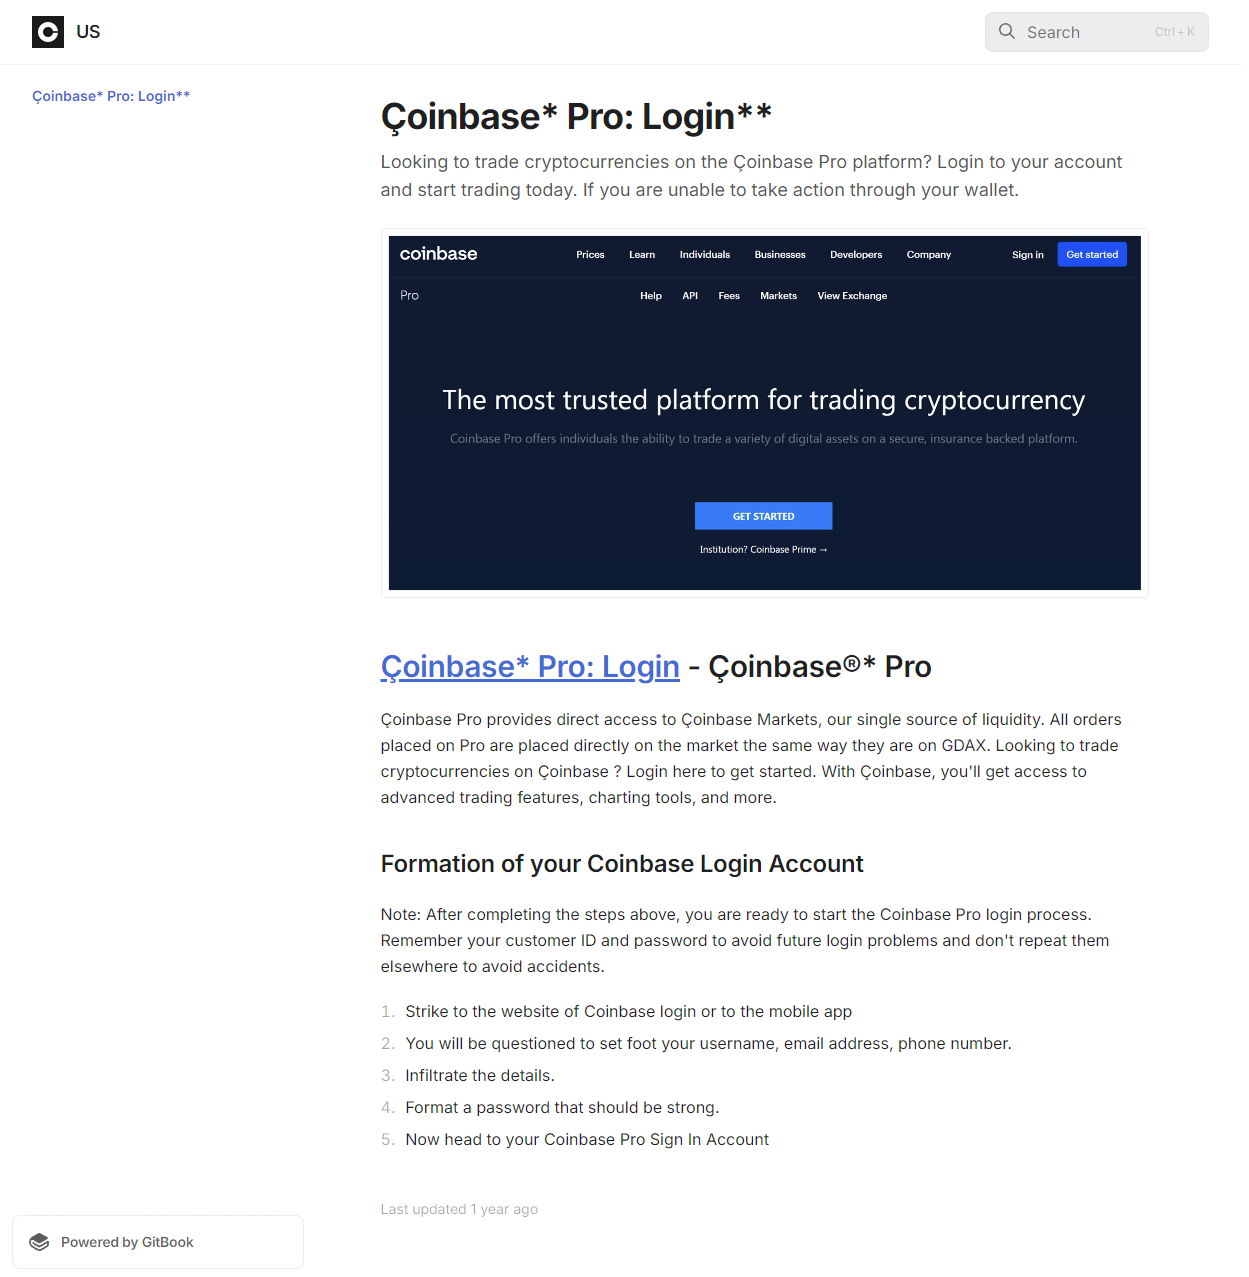 US
Search
Ctrl + K
Çoinbase* Pro: Login**
Çoinbase* Pro: Login**
Looking to trade cryptocurrencies on the Çoinbase Pro platform? Login to your account
and start trading today. If you are unable to take action through your wallet.
coinbase
Prices Learn Individuals Businesses Developers Company
Sign in Get started
Pro
Help API Fees Markets View Exchange
The most trusted platform for trading cryptocurrency
Coinbase Pro offers individuals the ability to trade a variety of digital assets on a secure, insurance backed platform.
GET STARTED
Institution? Coinbase Prime →
Çoinbase* Pro: Login - Çoinbase®* Pro
Çoinbase Pro provides direct access to Çoinbase Markets, our single source of liquidity. All orders
placed on Pro are placed directly on the market the same way they are on GDAX. Looking to trade
cryptocurrencies on Çoinbase ? Login here to get started. With Çoinbase, you'll get access to
advanced trading features, charting tools, and more.
Formation of your Coinbase Login Account
Note: After completing the steps above, you are ready to start the Coinbase Pro login process.
Remember your customer ID and password to avoid future login problems and don't repeat them
elsewhere to avoid accidents.
1. Strike to the website of Coinbase login or to the mobile app
2. You will be questioned to set foot your username, email address, phone number.
3. Infiltrate the details.
4. Format a password that should be strong.
5. Now head to your Coinbase Pro Sign In Account
Last updated 1 year ago
Powered by GitBook